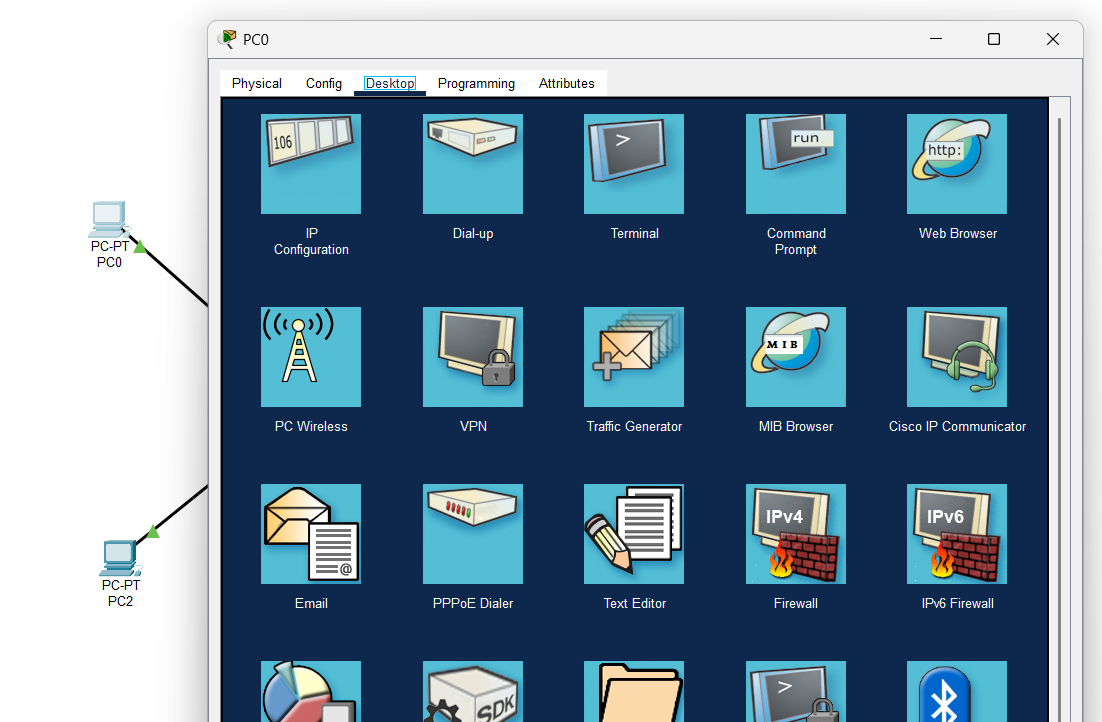 PC0
Physical Config Desktop Programming Attributes
106
>
run
http:
IP
Configuration
Dial-up
Terminal
Command
Prompt
Web Browser
PC-PT
PC0
MIB
PC Wireless
VPN
Traffic Generator
MIB Browser
Cisco IP Communicator
IPv4
IPv6
@
PC-PT
PC2
Email
PPPoE Dialer
Text Editor
Firewall
IPv6 Firewall
SDK
>